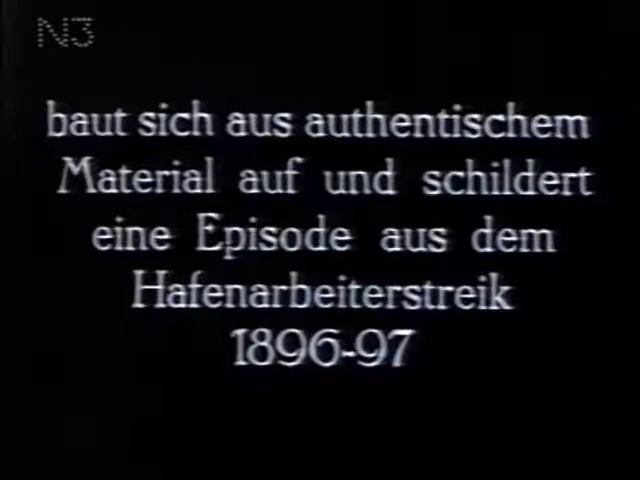 N3
baut sich aus authentischem
Material auf und schildert
eine Episode aus dem
Hafenarbeiterstreik
1896-97